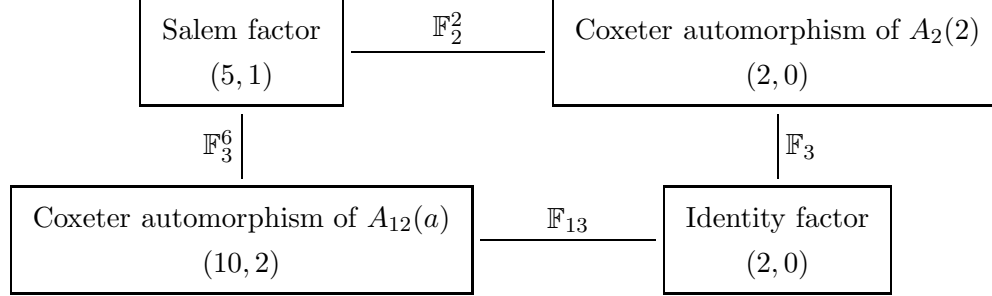 Salem factor
(5, 1)
𝔽₂²
Coxeter automorphism of A₂(2)
(2, 0)
𝔽₃⁶
𝔽₃
Coxeter automorphism of A₁₂(a)
(10, 2)
𝔽₁₃
Identity factor
(2, 0)